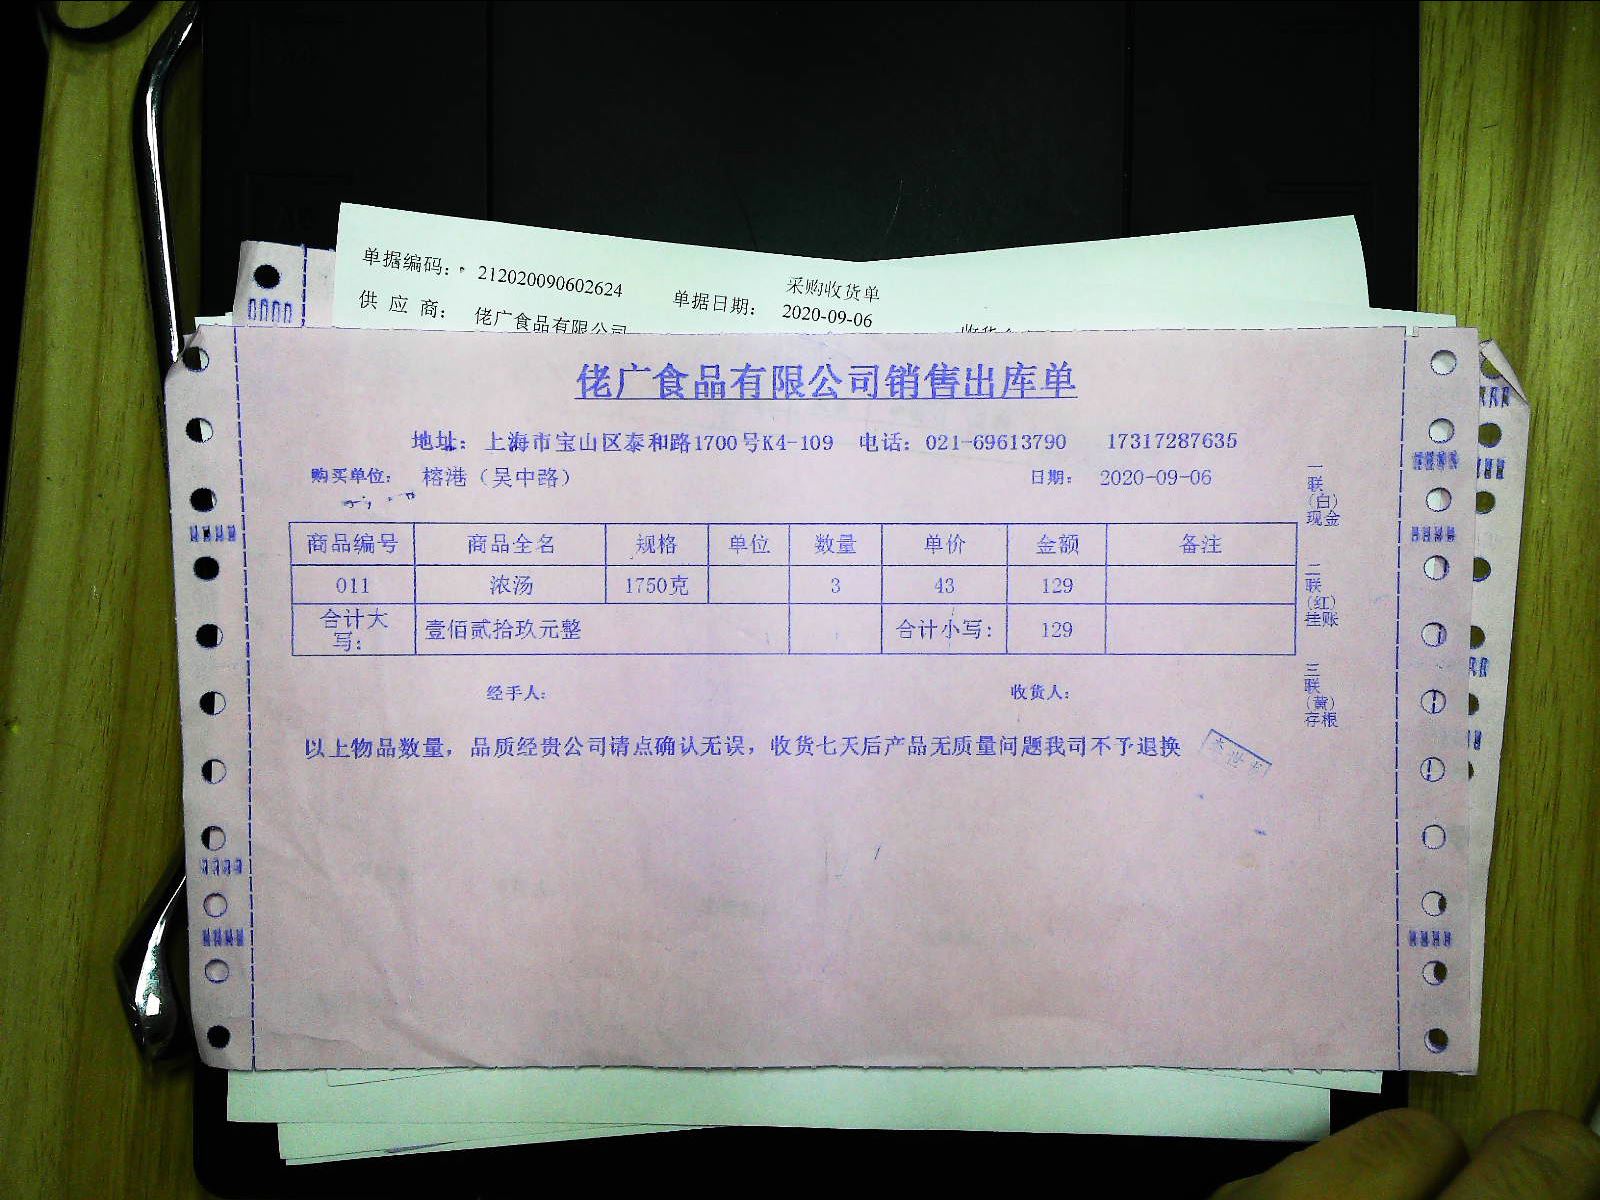 单据编码： 212020090602624
采购收货单
单据日期： 2020-09-06
供 应 商： 佬广食品有限公司
佬广食品有限公司销售出库单
地址：上海市宝山区泰和路1700号K4-109 电话：021-69613790 17317287635
购买单位： 榕港（吴中路） 日期： 2020-09-06
商品编号 商品全名 规格 单位 数量 单价 金额 备注
011 浓汤 1750克 3 43 129
合计大写： 壹佰贰拾玖元整 合计小写： 129
经手人： 收货人：
以上物品数量，品质经贵公司请点确认无误，收货七天后产品无质量问题我司不予退换
一联（白）现金
二联（红）挂账
三联（黄）存根